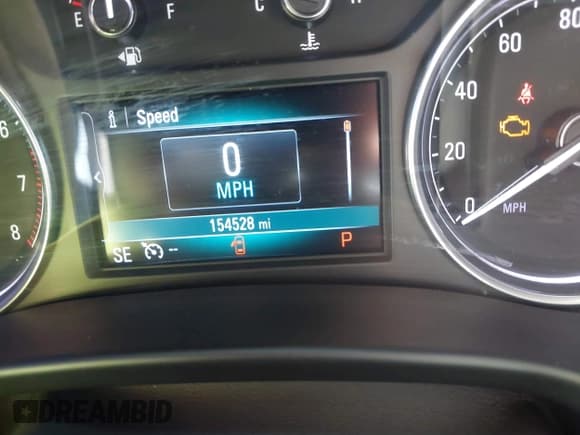 E F C
60 80
40
20
0
MPH
6
7
8
i Speed
0
MPH
154528 mi
SE -- P
DREAMBID